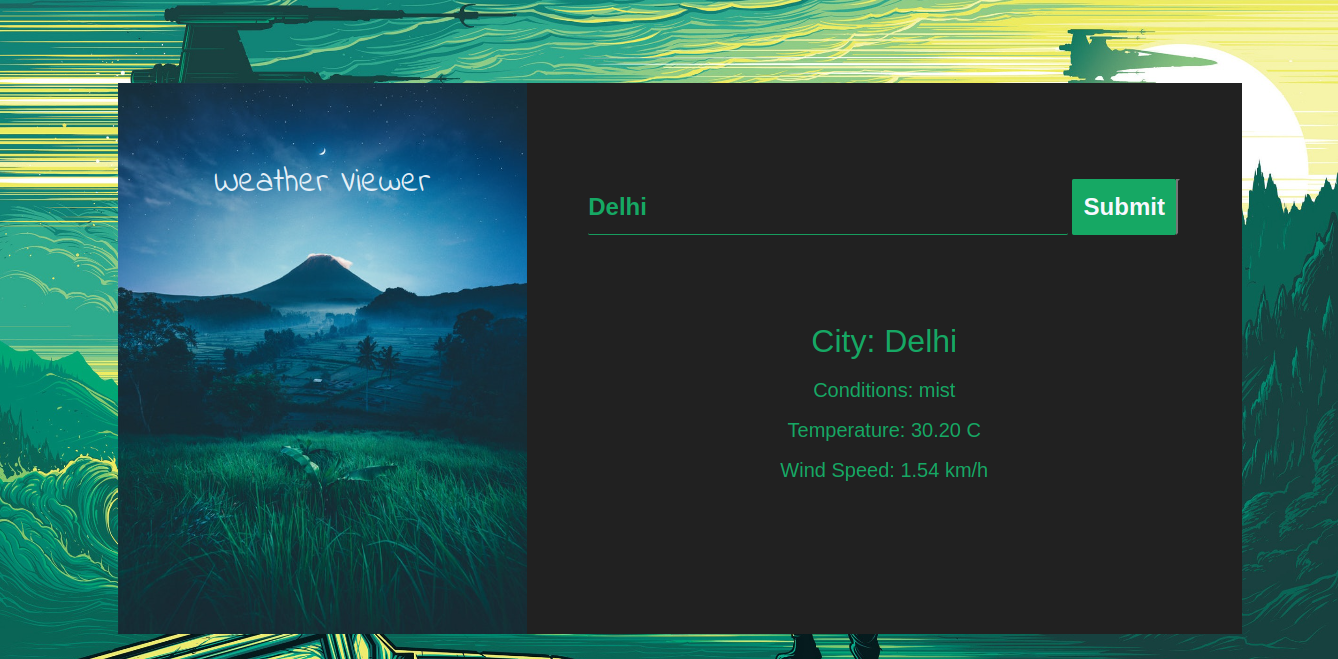 weather viewer
Delhi
Submit
City: Delhi
Conditions: mist
Temperature: 30.20 C
Wind Speed: 1.54 km/h